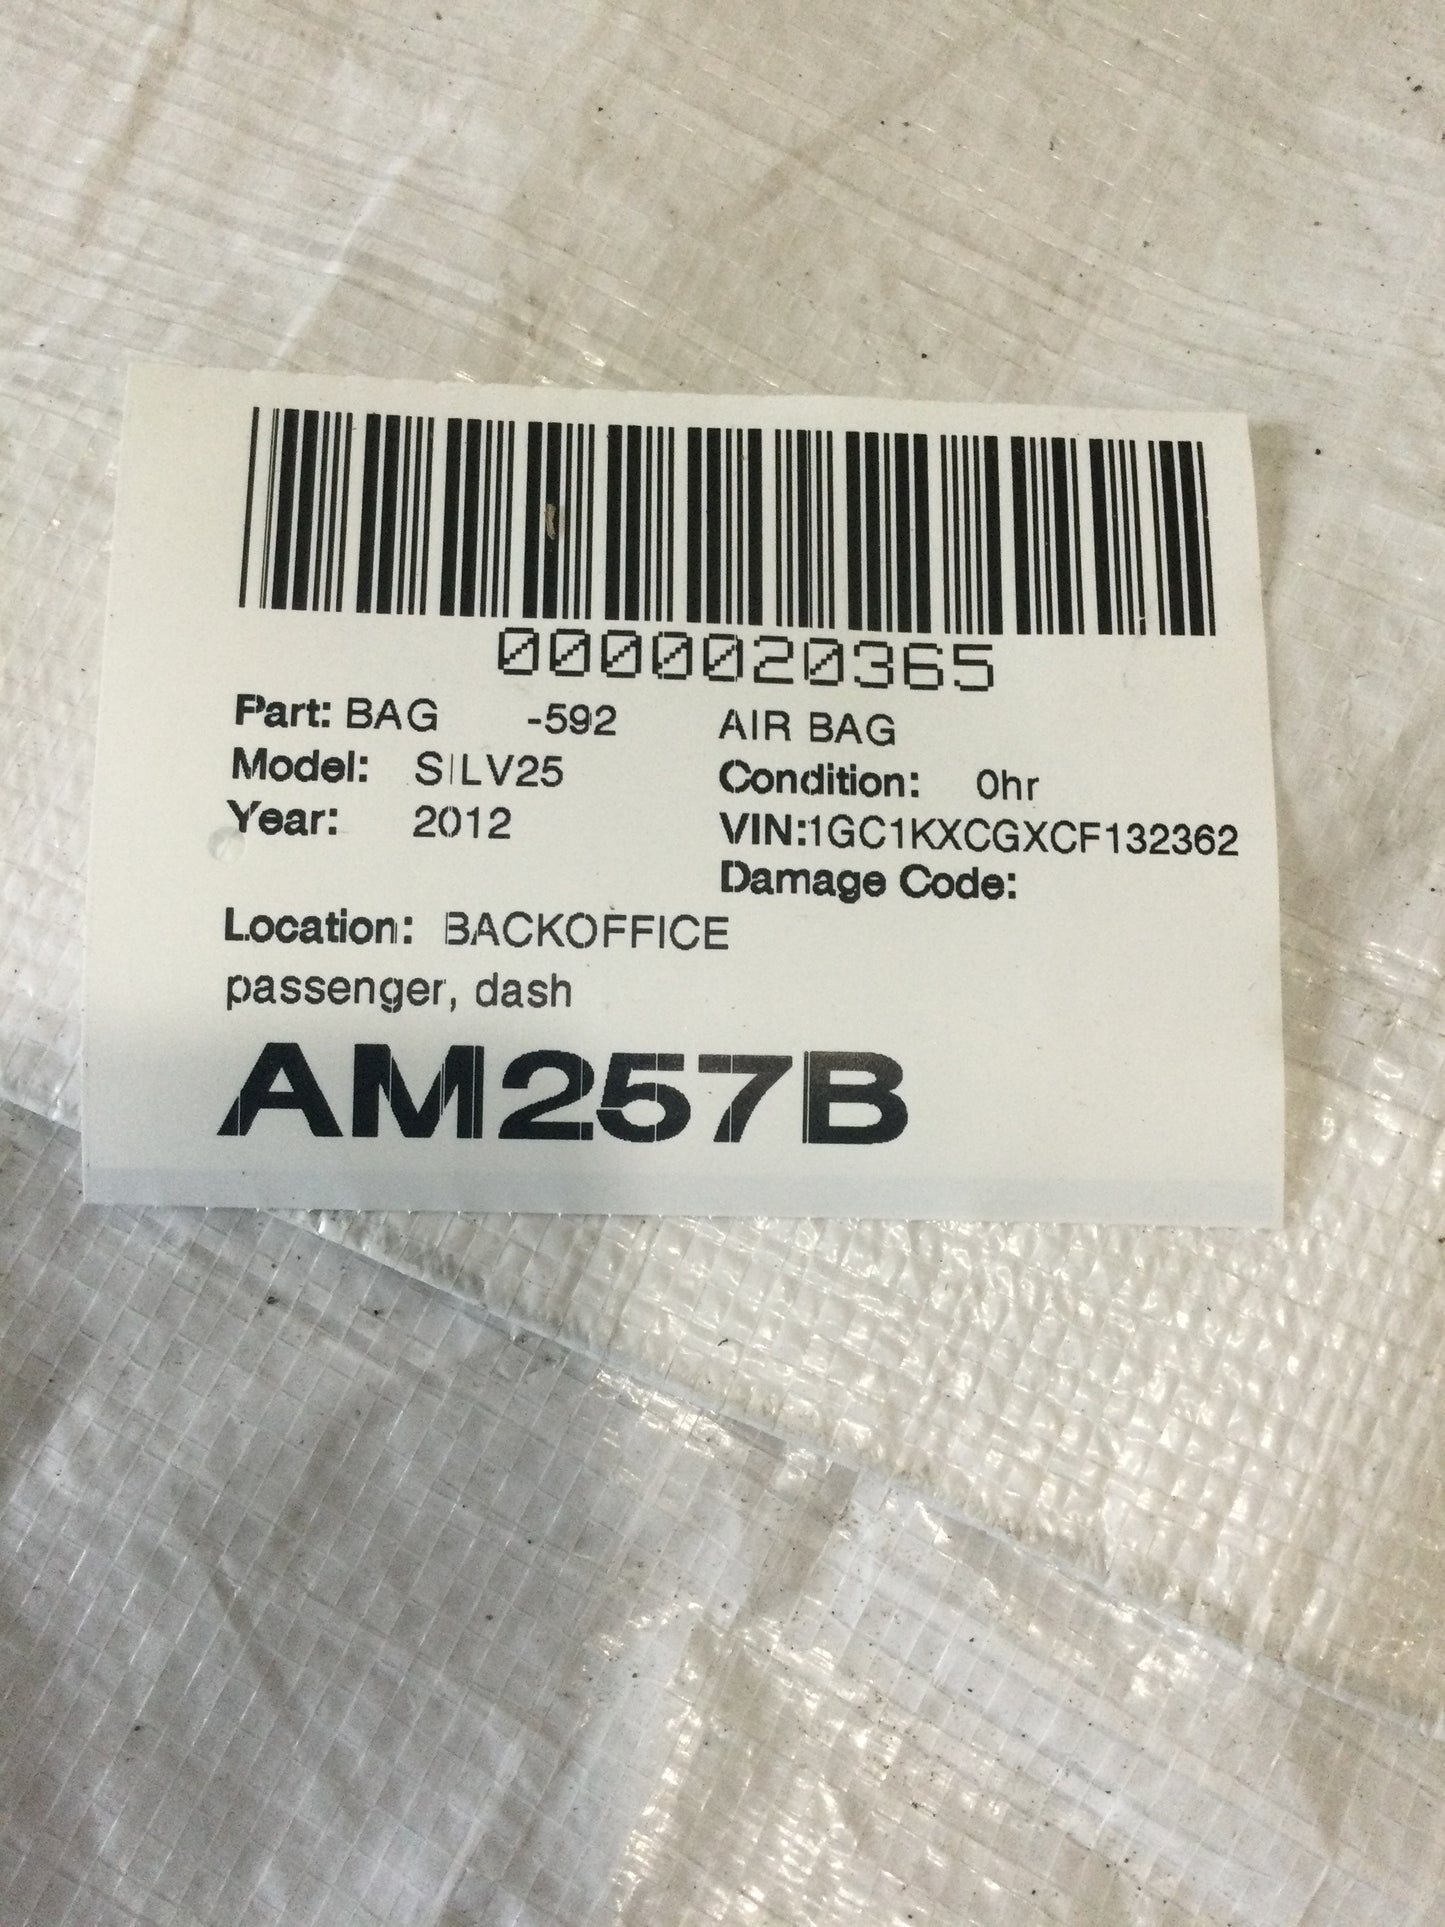 0000020365
Part: BAG -592 AIR BAG
Model: SILV25 Condition: 0hr
Year: 2012 VIN:1GC1KXCGXCF132362
Damage Code:
Location: BACKOFFICE
passenger, dash
AM257B